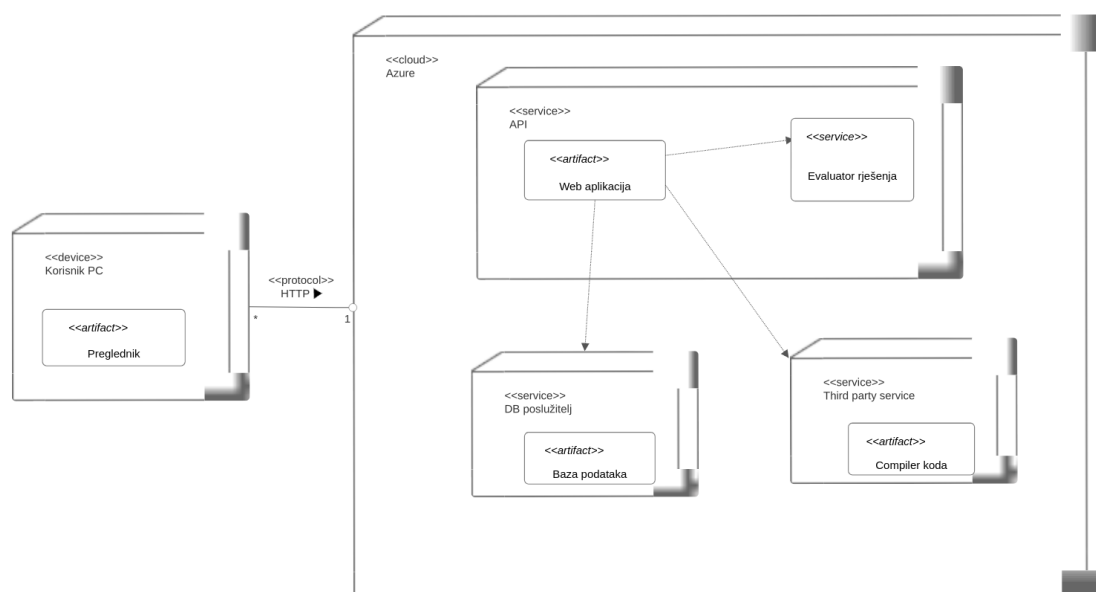 <<cloud>>
Azure
<<service>>
API
<<artifact>>
Web aplikacija
<<service>>
Evaluator rješenja
<<device>>
Korisnik PC
<<artifact>>
Preglednik
<<protocol>>
HTTP
*
1
<<service>>
DB poslužitelj
<<artifact>>
Baza podataka
<<service>>
Third party service
<<artifact>>
Compiler koda